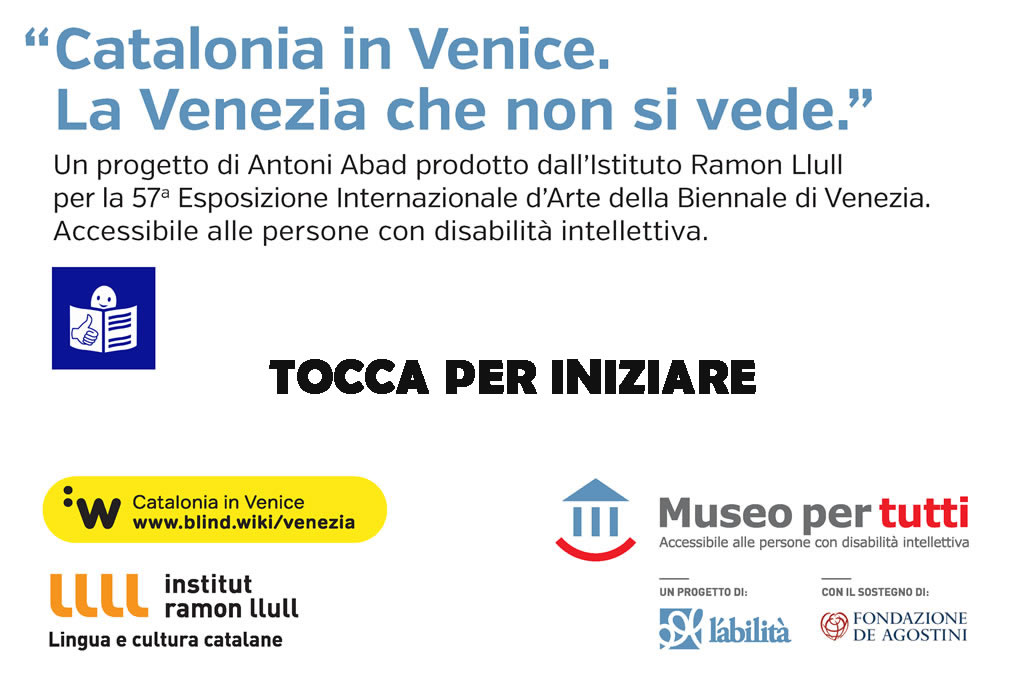 “Catalonia in Venice.
La Venezia che non si vede.”
Un progetto di Antoni Abad prodotto dall’Istituto Ramon Llull
per la 57ª Esposizione Internazionale d’Arte della Biennale di Venezia.
Accessibile alle persone con disabilità intellettiva.
TOCCA PER INIZIARE
:w Catalonia in Venice
www.blind.wiki/venezia
institut
ramon llull
Lingua e cultura catalane
Museo per tutti
Accessibile alle persone con disabilità intellettiva
UN PROGETTO DI:
l’abilità
CON IL SOSTEGNO DI:
FONDAZIONE
DE AGOSTINI